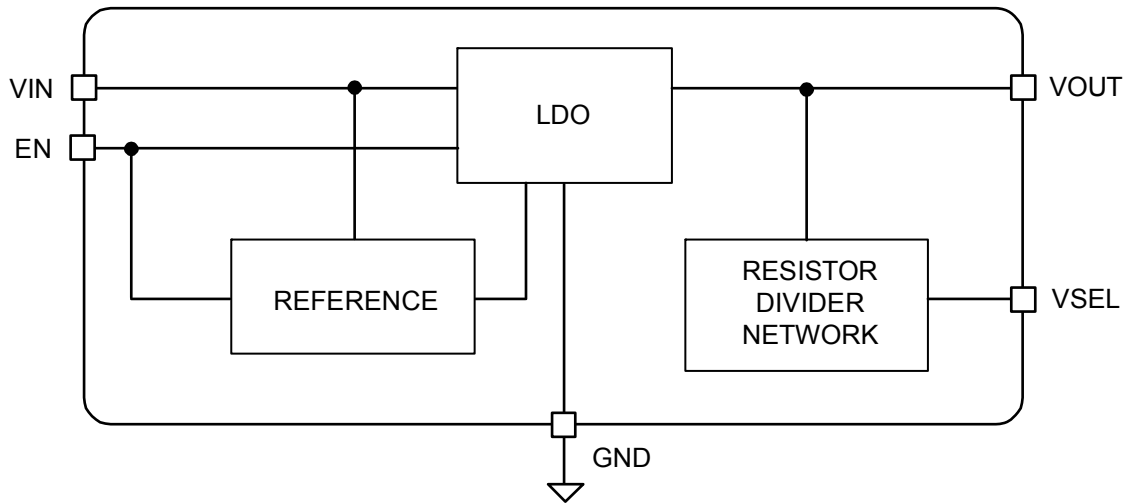 VIN
LDO
VOUT
EN
REFERENCE
RESISTOR
DIVIDER
NETWORK
VSEL
GND